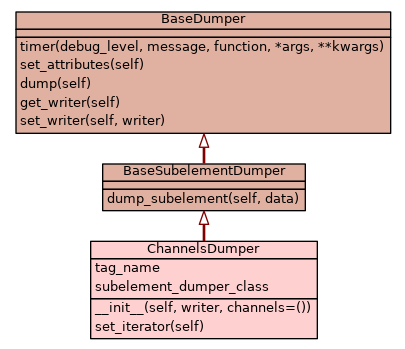 BaseDumper
timer(debug_level, message, function, *args, **kwargs)
set_attributes(self)
dump(self)
get_writer(self)
set_writer(self, writer)
BaseSubelementDumper
dump_subelement(self, data)
ChannelsDumper
tag_name
subelement_dumper_class
__init__(self, writer, channels=())
set_iterator(self)